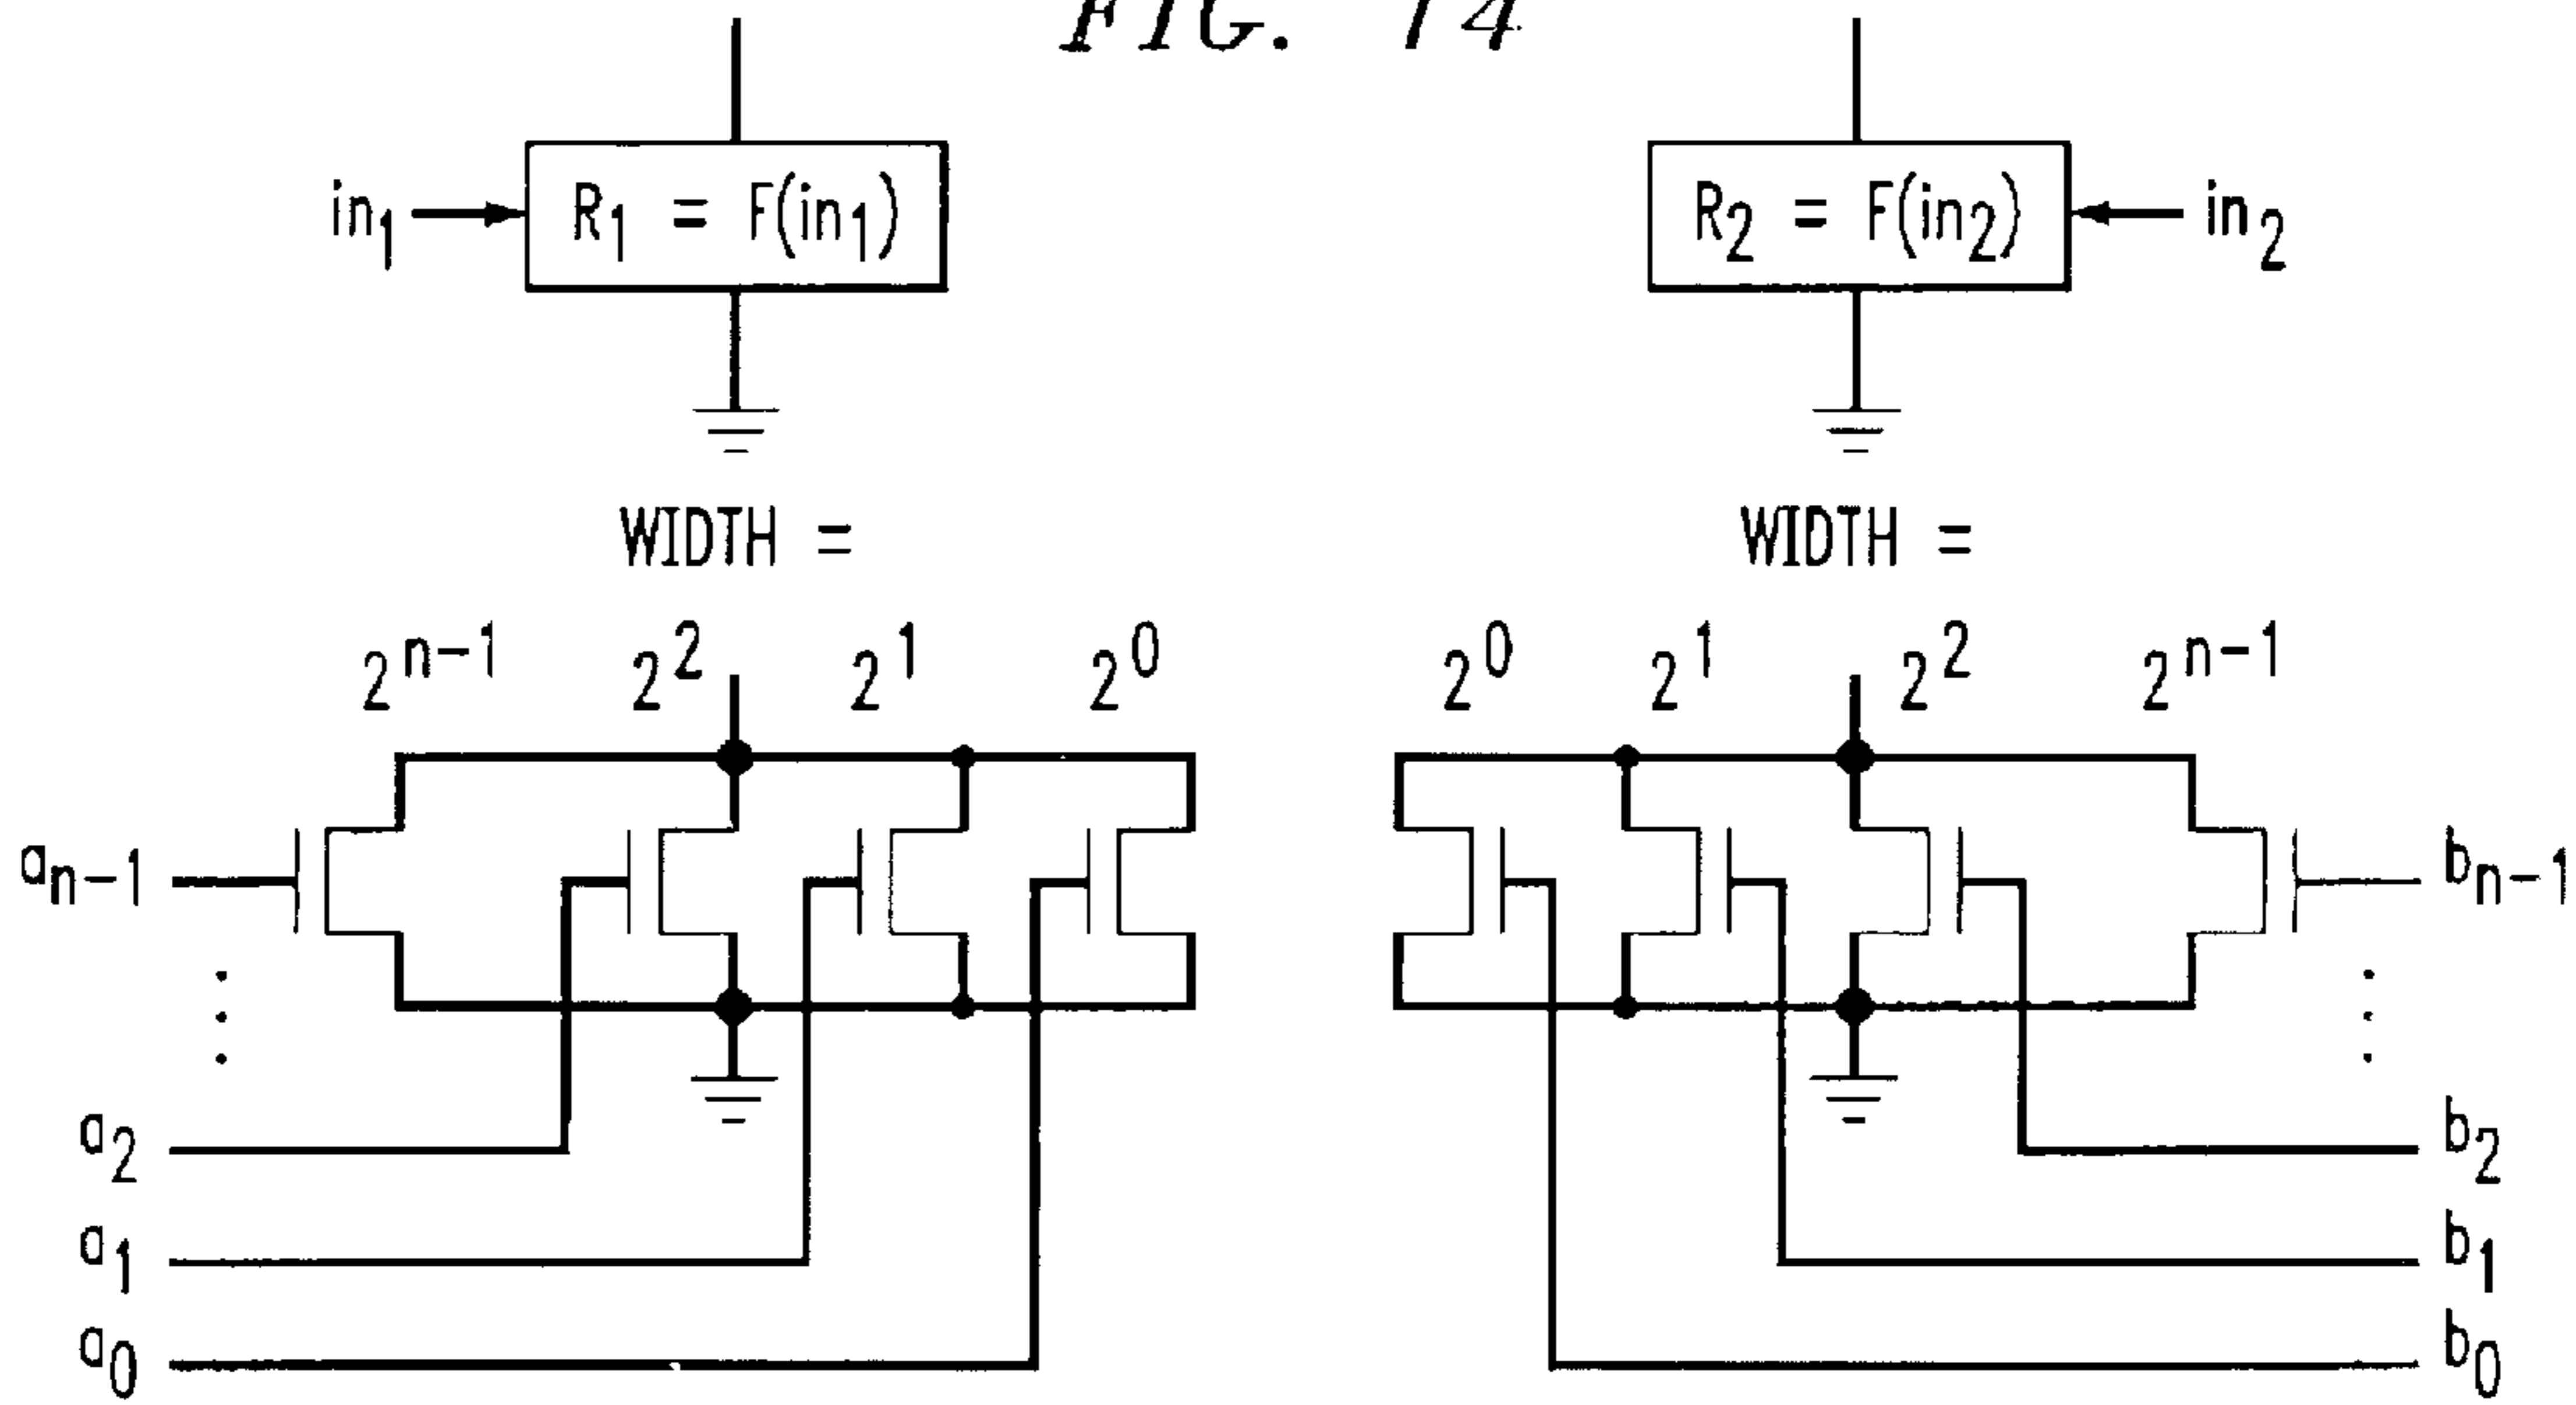 FIG. 14
in₁ R₁ = F(in₁)
R₂ = F(in₂) in₂
WIDTH =
WIDTH =
2ⁿ⁻¹ 2² 2¹ 2⁰
2⁰ 2¹ 2² 2ⁿ⁻¹
aₙ₋₁
bₙ₋₁
a₂
b₂
a₁
b₁
a₀
b₀